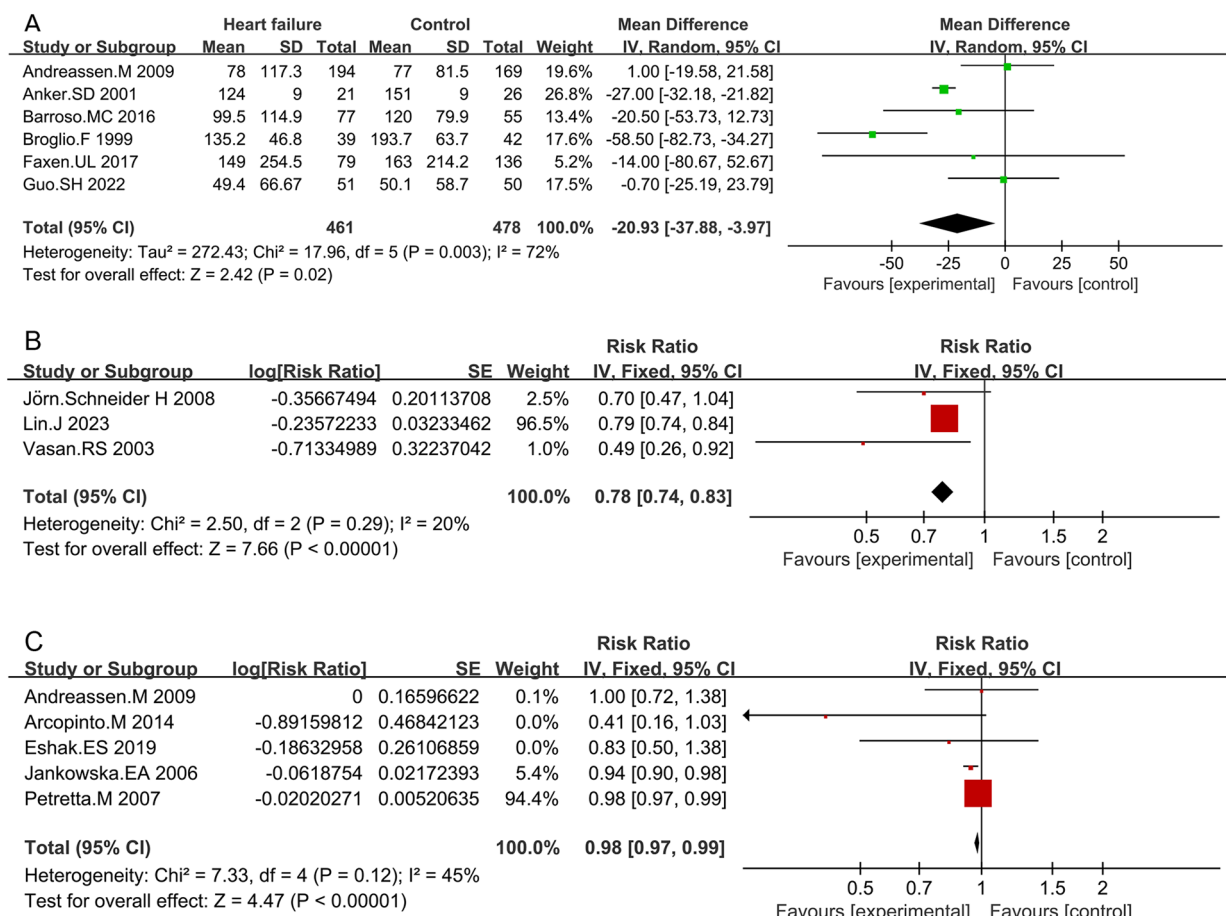 A
Heart failure Control Mean Difference Mean Difference
Study or Subgroup Mean SD Total Mean SD Total Weight IV, Random, 95% CI IV, Random, 95% CI
Andreassen.M 2009 78 117.3 194 77 81.5 169 19.6% 1.00 [-19.58, 21.58]
Anker.SD 2001 124 9 21 151 9 26 26.8% -27.00 [-32.18, -21.82]
Barroso.MC 2016 99.5 114.9 77 120 79.9 55 13.4% -20.50 [-53.73, 12.73]
Broglio.F 1999 135.2 46.8 39 193.7 63.7 42 17.6% -58.50 [-82.73, -34.27]
Faxen.UL 2017 149 254.5 79 163 214.2 136 5.2% -14.00 [-80.67, 52.67]
Guo.SH 2022 49.4 66.67 51 50.1 58.7 50 17.5% -0.70 [-25.19, 23.79]
Total (95% CI) 461 478 100.0% -20.93 [-37.88, -3.97]
Heterogeneity: Tau² = 272.43; Chi² = 17.96, df = 5 (P = 0.003); I² = 72%
Test for overall effect: Z = 2.42 (P = 0.02)
-50 -25 0 25 50
Favours [experimental] Favours [control]
B
Risk Ratio Risk Ratio
Study or Subgroup log[Risk Ratio] SE Weight IV, Fixed, 95% CI IV, Fixed, 95% CI
Jörn.Schneider H 2008 -0.35667494 0.20113708 2.5% 0.70 [0.47, 1.04]
Lin.J 2023 -0.23572233 0.03233462 96.5% 0.79 [0.74, 0.84]
Vasan.RS 2003 -0.71334989 0.32237042 1.0% 0.49 [0.26, 0.92]
Total (95% CI) 100.0% 0.78 [0.74, 0.83]
Heterogeneity: Chi² = 2.50, df = 2 (P = 0.29); I² = 20%
Test for overall effect: Z = 7.66 (P < 0.00001)
0.5 0.7 1 1.5 2
Favours [experimental] Favours [control]
C
Risk Ratio Risk Ratio
Study or Subgroup log[Risk Ratio] SE Weight IV, Fixed, 95% CI IV, Fixed, 95% CI
Andreassen.M 2009 0 0.16596622 0.1% 1.00 [0.72, 1.38]
Arcopinto.M 2014 -0.89159812 0.46842123 0.0% 0.41 [0.16, 1.03]
Eshak.ES 2019 -0.18632958 0.26106859 0.0% 0.83 [0.50, 1.38]
Jankowska.EA 2006 -0.0618754 0.02172393 5.4% 0.94 [0.90, 0.98]
Petretta.M 2007 -0.02020271 0.00520635 94.4% 0.98 [0.97, 0.99]
Total (95% CI) 100.0% 0.98 [0.97, 0.99]
Heterogeneity: Chi² = 7.33, df = 4 (P = 0.12); I² = 45%
Test for overall effect: Z = 4.47 (P < 0.00001)
0.5 0.7 1 1.5 2
Favours [experimental] Favours [control]